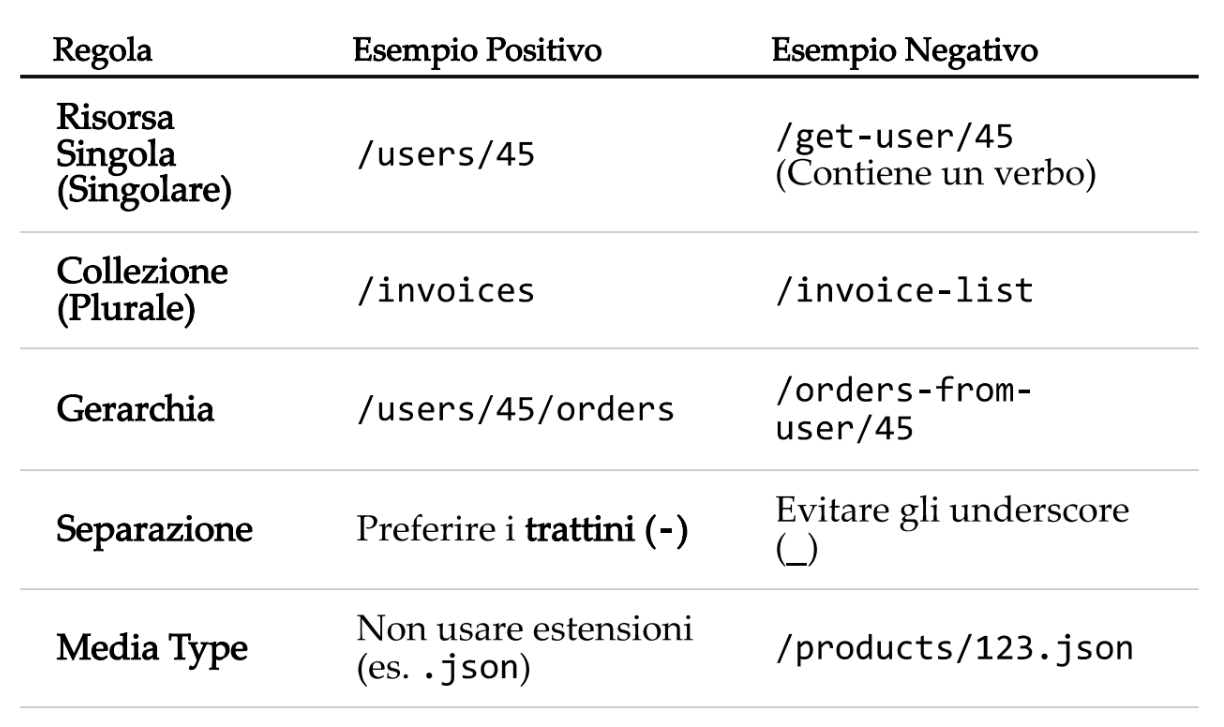 Regola Esempio Positivo Esempio Negativo
Risorsa
Singola
(Singolare)
/users/45
/get-user/45
(Contiene un verbo)
Collezione
(Plurale)
/invoices
/invoice-list
Gerarchia
/users/45/orders
/orders-from-
user/45
Separazione
Preferire i trattini (-)
Evitare gli underscore
(_)
Media Type
Non usare estensioni
(es. .json)
/products/123.json